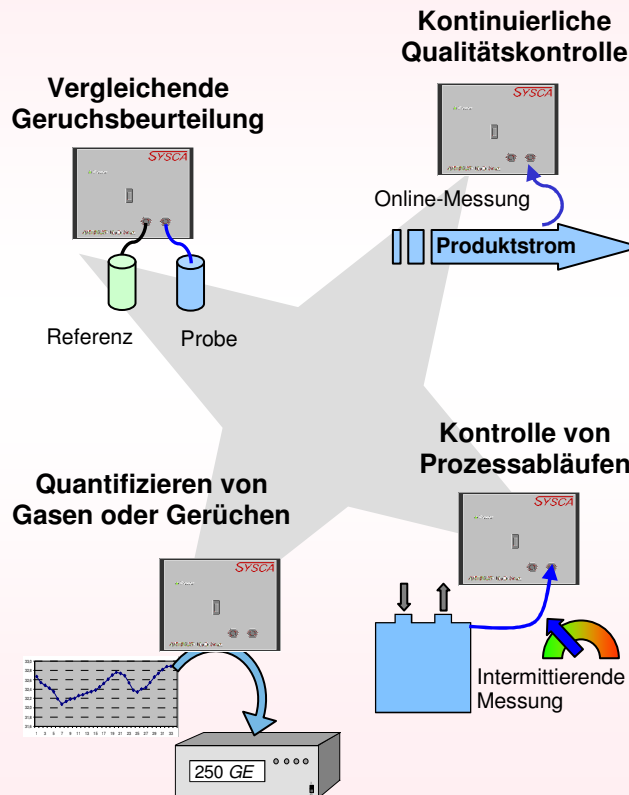 Vergleichende
Geruchsbeurteilung
SYSCA
Referenz
Probe
Kontinuierliche
Qualitätskontrolle
SYSCA
Online-Messung
Produktstrom
Quantifizieren von
Gasen oder Gerüchen
SYSCA
250 GE
Kontrolle von
Prozessabläufen
SYSCA
Intermittierende
Messung